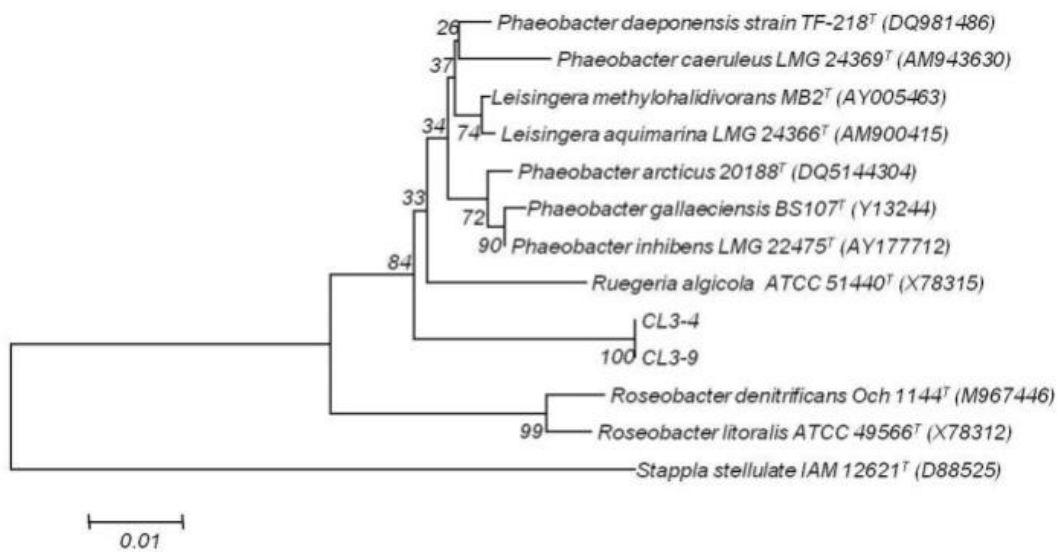 26
Phaeobacter daeponensis strain TF-218ᵀ (DQ981486)
Phaeobacter caeruleus LMG 24369ᵀ (AM943630)
37
Leisingera methylohalidivorans MB2ᵀ (AY005463)
34
74
Leisingera aquimarina LMG 24366ᵀ (AM900415)
Phaeobacter arcticus 20188ᵀ (DQ5144304)
33
72
Phaeobacter gallaeciensis BS107ᵀ (Y13244)
90
Phaeobacter inhibens LMG 22475ᵀ (AY177712)
84
Ruegeria algicola ATCC 51440ᵀ (X78315)
CL3-4
100
CL3-9
Roseobacter denitrificans Och 1144ᵀ (M967446)
99
Roseobacter litoralis ATCC 49566ᵀ (X78312)
Stappla stellulate IAM 12621ᵀ (D88525)
0.01